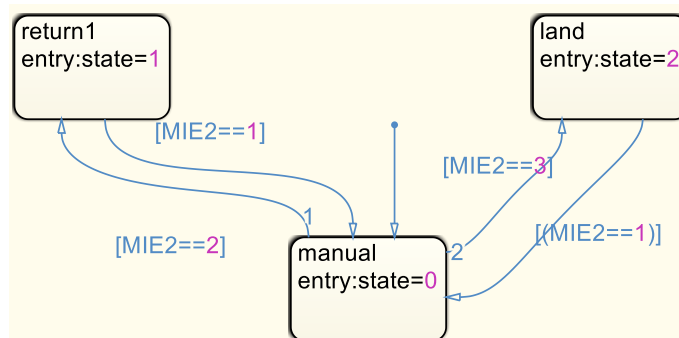 return1
entry:state=1
land
entry:state=2
[MIE2==1]
[MIE2==3]
1
[MIE2==2]
2
[(MIE2==1)]
manual
entry:state=0